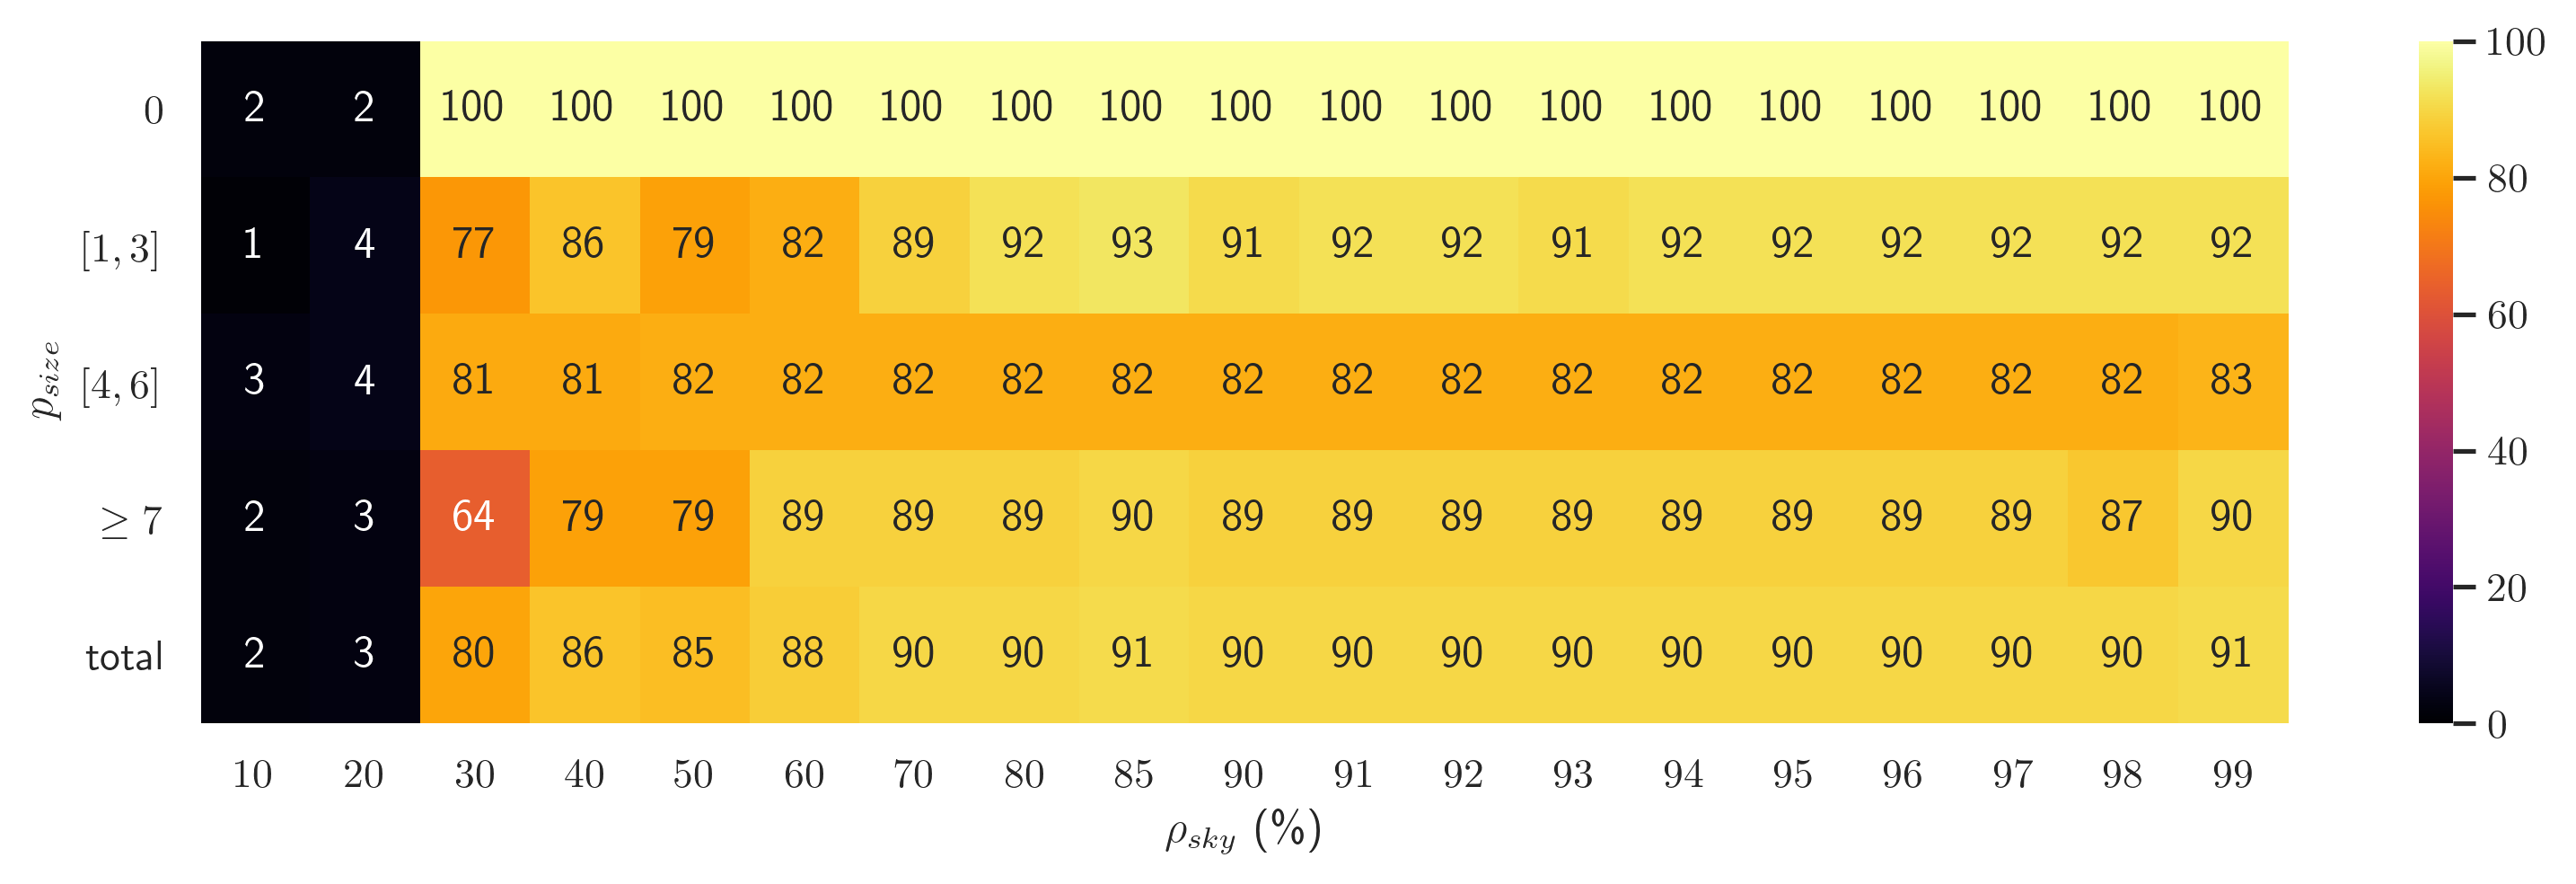 0 2 2 100 100 100 100 100 100 100 100 100 100 100 100 100 100 100 100 100
[1, 3] 1 4 77 86 79 82 89 92 93 91 92 92 91 92 92 92 92 92 92
[4, 6] 3 4 81 81 82 82 82 82 82 82 82 82 82 82 82 82 82 82 83
≥ 7 2 3 64 79 79 89 89 89 90 89 89 89 89 89 89 89 89 87 90
total 2 3 80 86 85 88 90 90 91 90 90 90 90 90 90 90 90 90 91
10 20 30 40 50 60 70 80 85 90 91 92 93 94 95 96 97 98 99
ρ_sky (%)
p_size
100
80
60
40
20
0